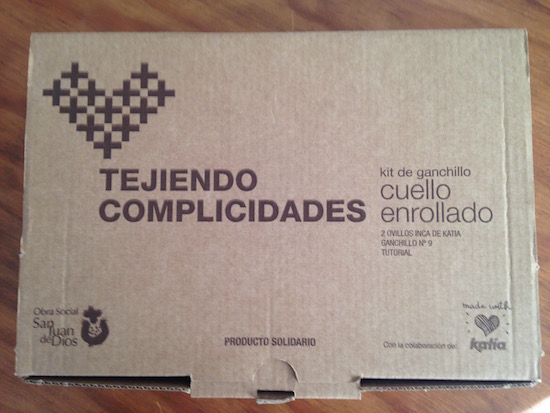 TEJIENDO
COMPLICIDADES
kit de ganchillo
cuello
enrollado
2 OVILLOS INCA DE KATIA
GANCHILLO Nº 9
TUTORIAL
Obra Social
San Juan
de Dios
PRODUCTO SOLIDARIO
Con la colaboración de:
made with
katia